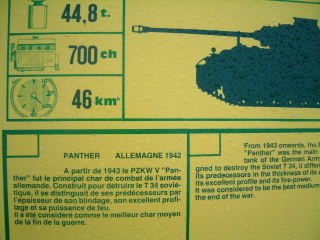 44,8 t.
700 ch
46 kmh
PANTHER ALLEMAGNE 1942
A partir de 1943 le PZKW V "Pan-
ther" fut le principal char de combat de l'armée
allemande. Construit pour détruire le T 34 sovié-
tique, il se distinguait de ses prédécesseurs par
l'épaisseur de son blindage, son excellent profi-
lage et sa puissance de feu.
Il a été considéré comme le meilleur char moyen
de la fin de la guerre.
From 1943 onwards, the
"Panther" was the main
tank of the German Army
gned to destroy the Soviet T 34, it differ
its predecessors in the thickness of its a
its excellent profile and its fire-power.
It was considered to be the best medium
the end of the war.